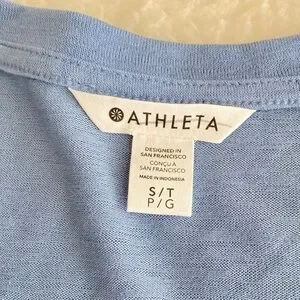 ATHLETA
DESIGNED IN
SAN FRANCISCO
CONÇU A
SAN FRANCISCO
MADE IN INDONESIA
S/T
P/G